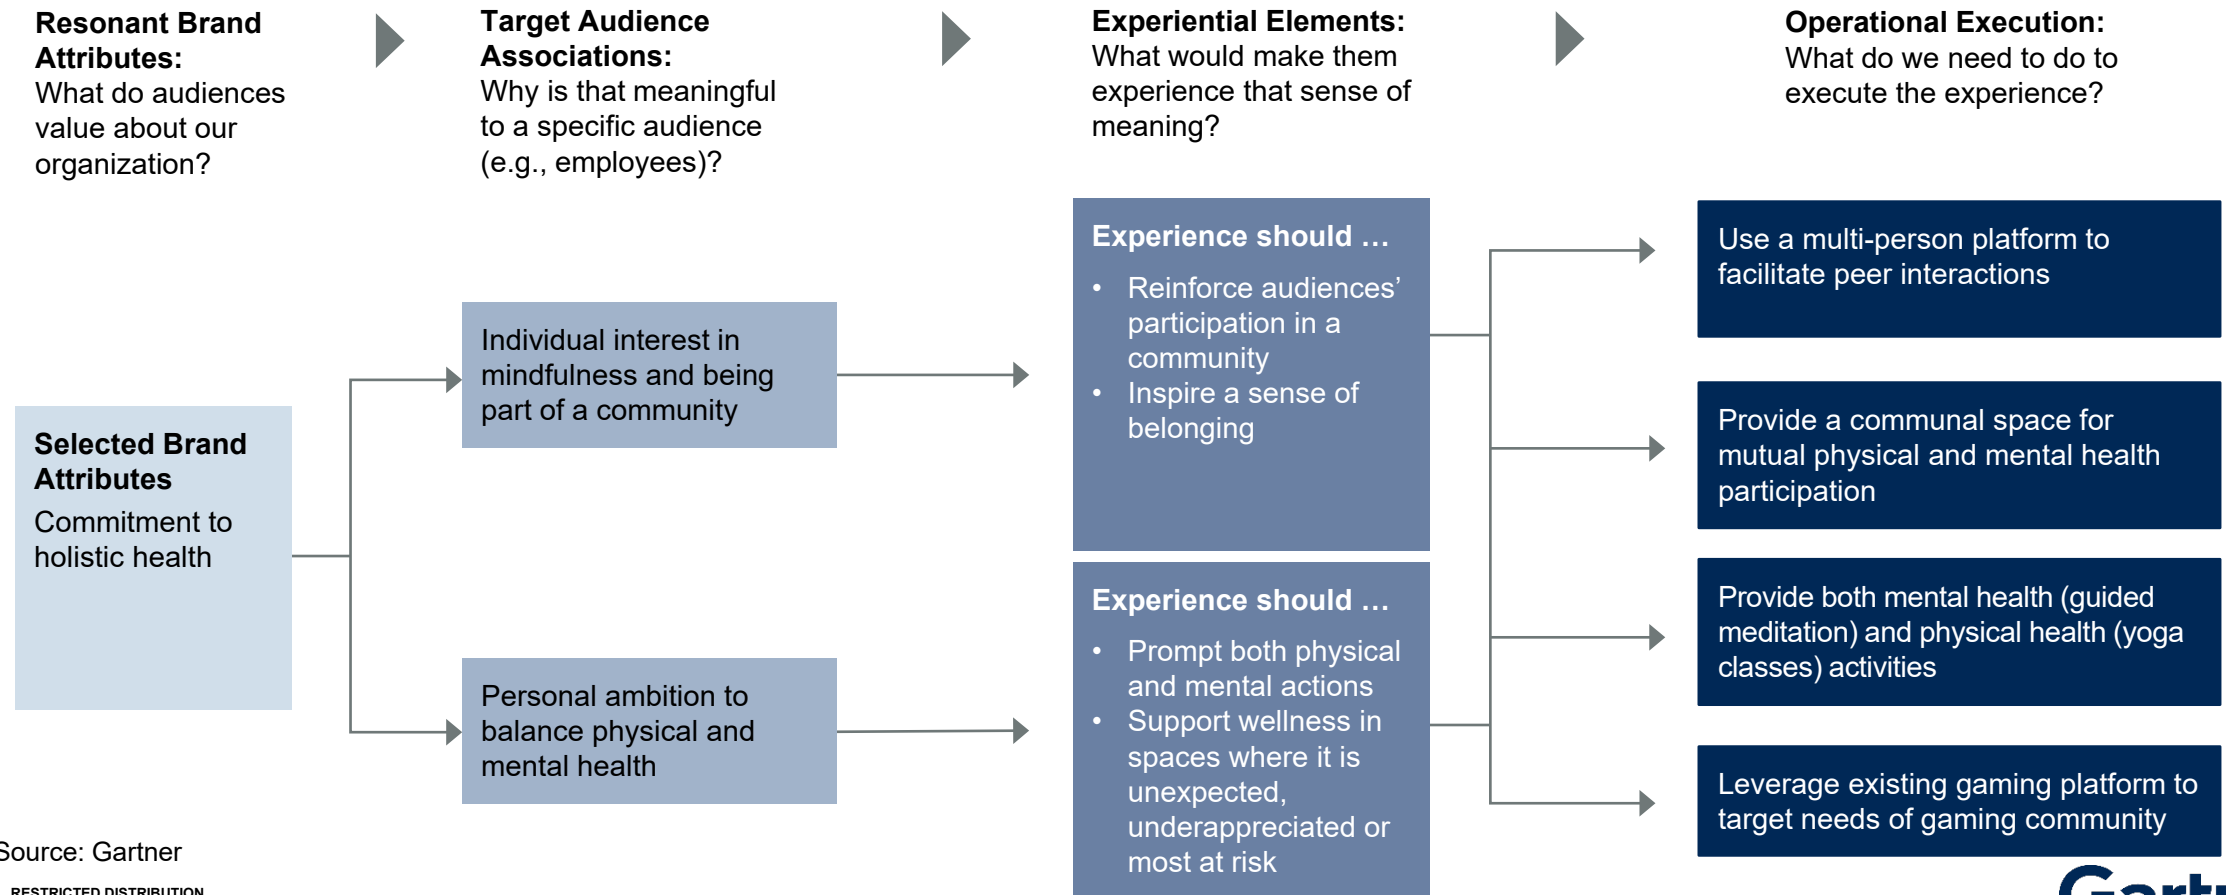 Resonant Brand
Attributes:
What do audiences
value about our
organization?
Target Audience
Associations:
Why is that meaningful
to a specific audience
(e.g., employees)?
Experiential Elements:
What would make them
experience that sense of
meaning?
Operational Execution:
What do we need to do to
execute the experience?
Selected Brand
Attributes
Commitment to
holistic health
Individual interest in
mindfulness and being
part of a community
Personal ambition to
balance physical and
mental health
Experience should …
• Reinforce audiences’
participation in a
community
• Inspire a sense of
belonging
Experience should …
• Prompt both physical
and mental actions
• Support wellness in
spaces where it is
unexpected,
underappreciated or
most at risk
Use a multi-person platform to
facilitate peer interactions
Provide a communal space for
mutual physical and mental health
participation
Provide both mental health (guided
meditation) and physical health (yoga
classes) activities
Leverage existing gaming platform to
target needs of gaming community
Source: Gartner
RESTRICTED DISTRIBUTION